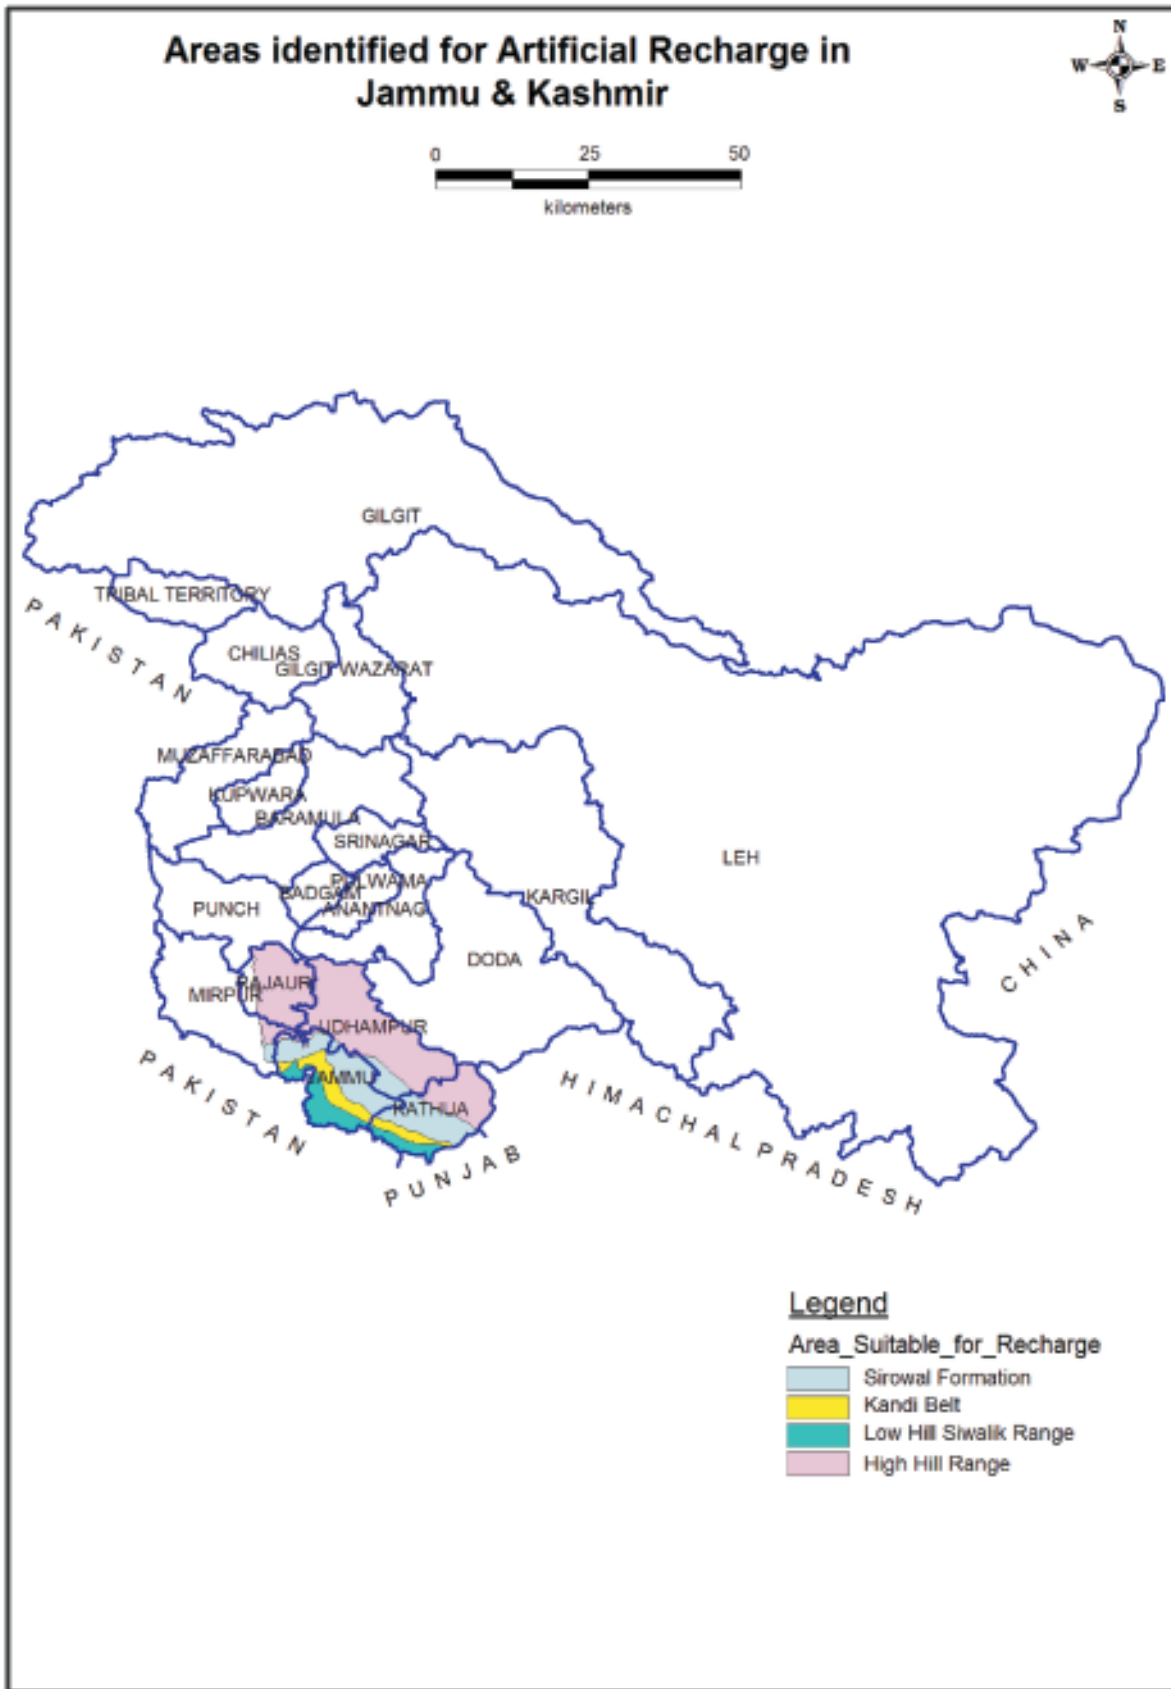 Areas identified for Artificial Recharge in
Jammu & Kashmir
N
W E
S
0 25 50
kilometers
GILGIT
TRIBAL TERRITORY
PAKISTAN
CHILIAS
GILGIT WAZARAT
MUZAFFARABAD
KUPWARA
BARAMULA
SRINAGAR
LEH
PULWAMA
BADGAM
KARGIL
PUNCH
ANANTNAG
CHINA
DODA
RAJAUR
MIRPUR
UDHAMPUR
PAKISTAN
JAMMU
HIMACHAL PRADESH
KATHUA
PUNJAB
Legend
Area_Suitable_for_Recharge
Sirowal Formation
Kandi Belt
Low Hill Siwalik Range
High Hill Range